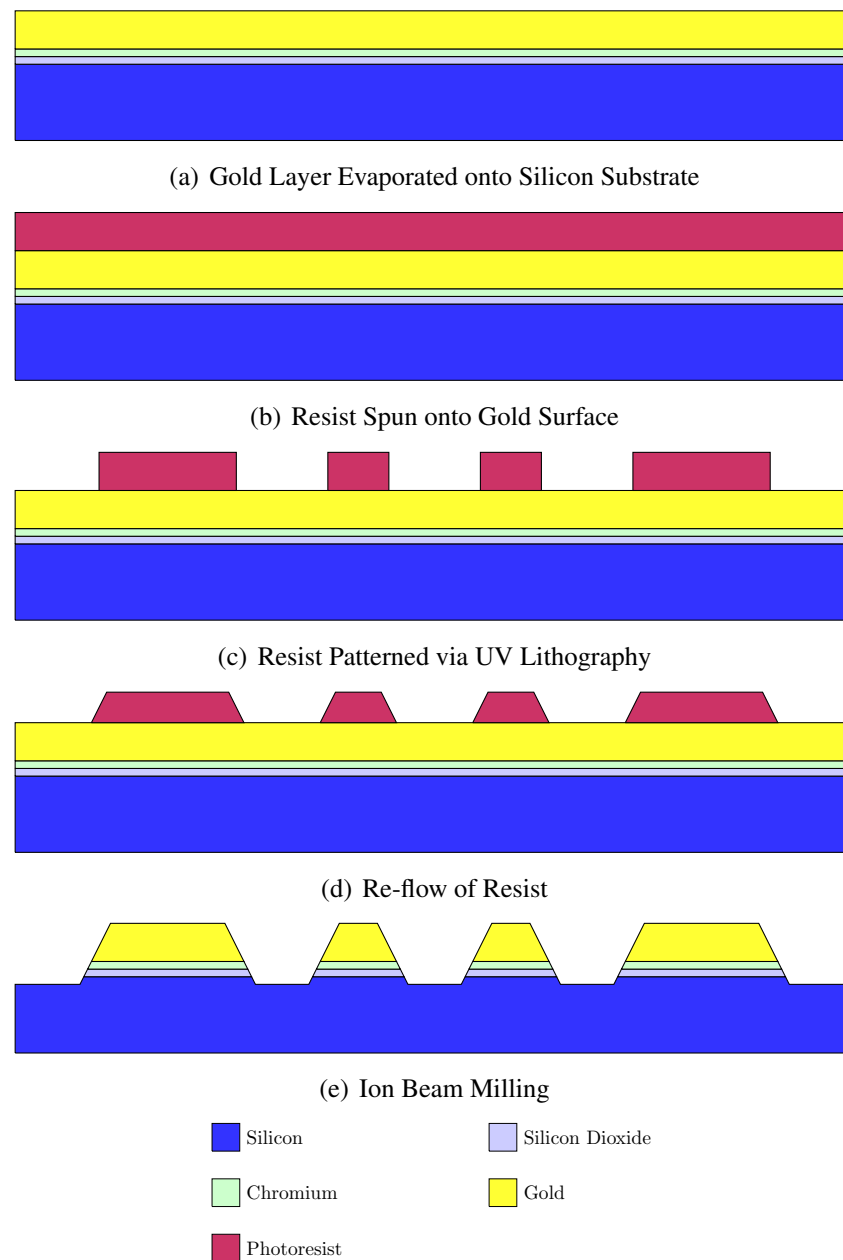 (a) Gold Layer Evaporated onto Silicon Substrate
(b) Resist Spun onto Gold Surface
(c) Resist Patterned via UV Lithography
(d) Re-flow of Resist
(e) Ion Beam Milling
Silicon
Silicon Dioxide
Chromium
Gold
Photoresist